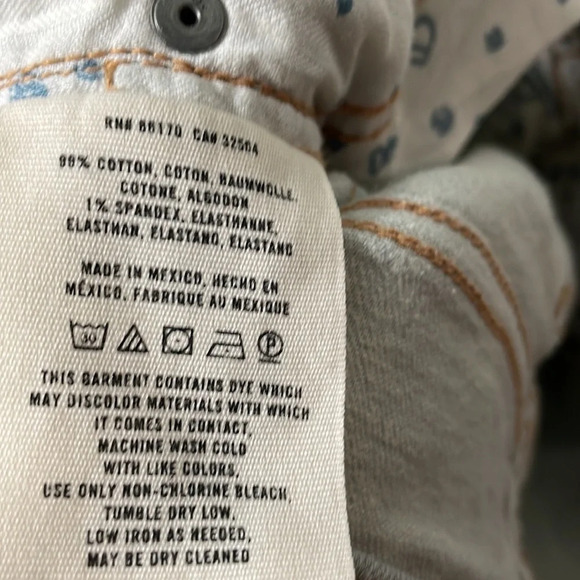 RN# 66170 CA# 32504
99% COTTON, COTON, BAUMWOLLE,
COTONE, ALGODON
1% SPANDEX, ELASTHANNE,
ELASTHAN, ELASTANO, ELASTANO
MADE IN MEXICO, HECHO EN
MÉXICO, FABRIQUE AU MEXIQUE
30 P
THIS GARMENT CONTAINS DYE WHICH
MAY DISCOLOR MATERIALS WITH WHICH
IT COMES IN CONTACT,
MACHINE WASH COLD
WITH LIKE COLORS,
USE ONLY NON-CHLORINE BLEACH,
TUMBLE DRY LOW,
LOW IRON AS NEEDED,
MAY BE DRY CLEANED